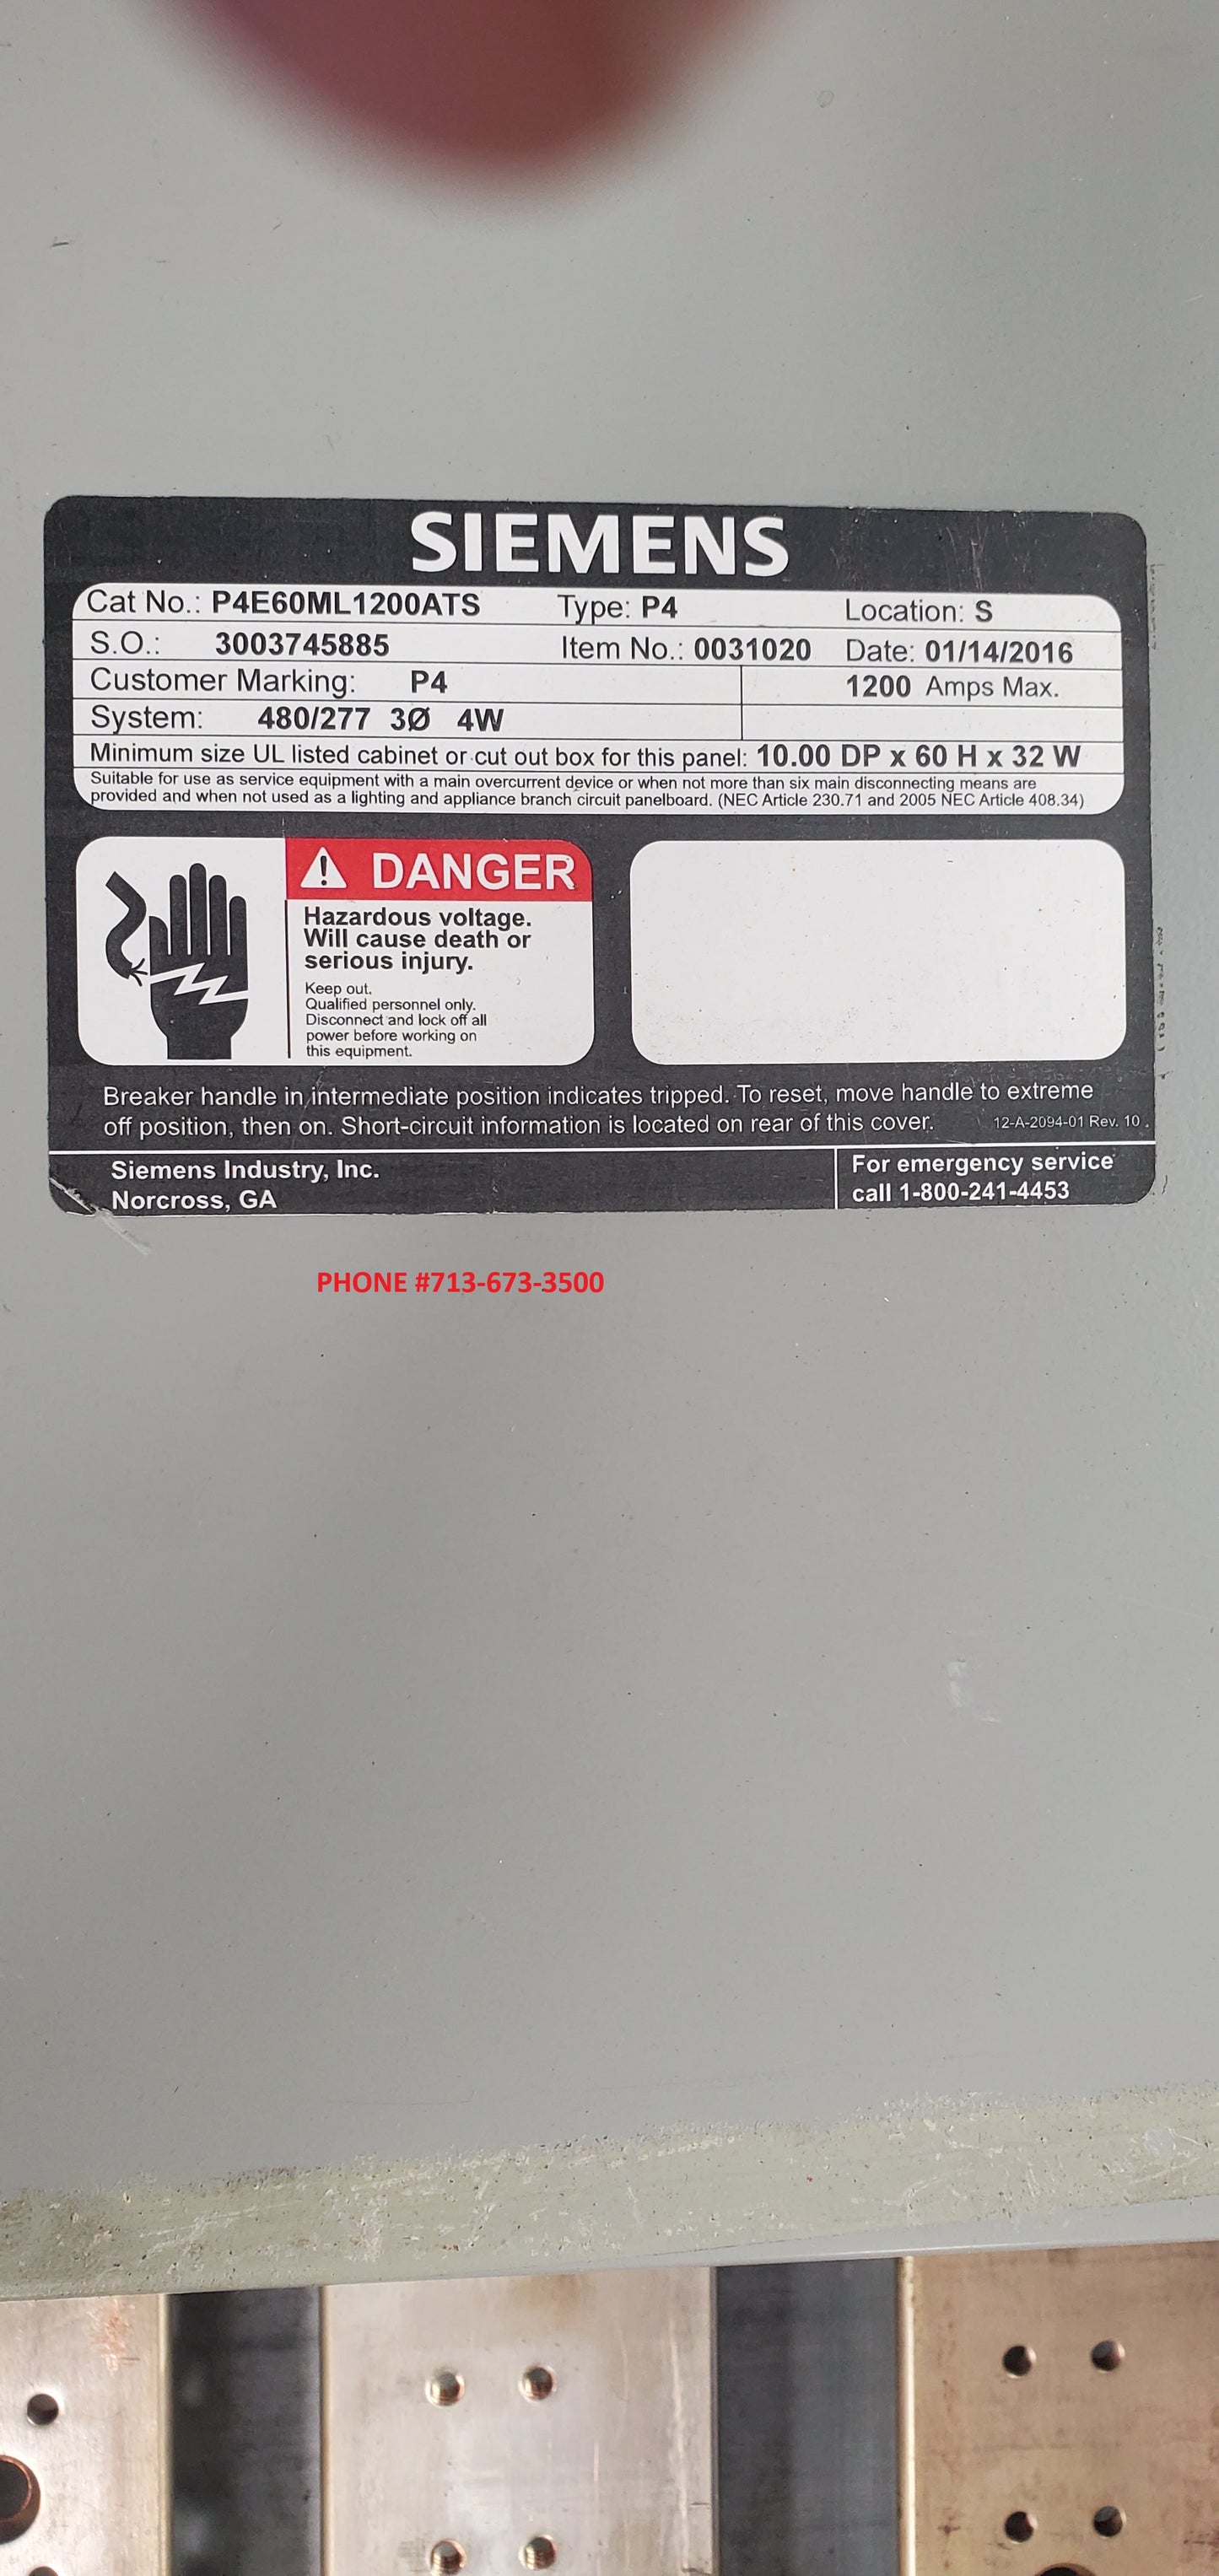 SIEMENS
Cat No.: P4E60ML1200ATS Type: P4 Location: S
S.O.: 3003745885 Item No.: 0031020 Date: 01/14/2016
Customer Marking: P4 1200 Amps Max.
System: 480/277 3Ø 4W
Minimum size UL listed cabinet or cut out box for this panel: 10.00 DP x 60 H x 32 W
Suitable for use as service equipment with a main overcurrent device or when not more than six main disconnecting means are
provided and when not used as a lighting and appliance branch circuit panelboard. (NEC Article 230.71 and 2005 NEC Article 408.34)
DANGER
Hazardous voltage.
Will cause death or
serious injury.
Keep out.
Qualified personnel only.
Disconnect and lock off all
power before working on
this equipment.
Breaker handle in intermediate position indicates tripped. To reset, move handle to extreme
off position, then on. Short-circuit information is located on rear of this cover. 12-A-2094-01 Rev. 10
Siemens Industry, Inc.
Norcross, GA
For emergency service
call 1-800-241-4453
PHONE #713-673-3500